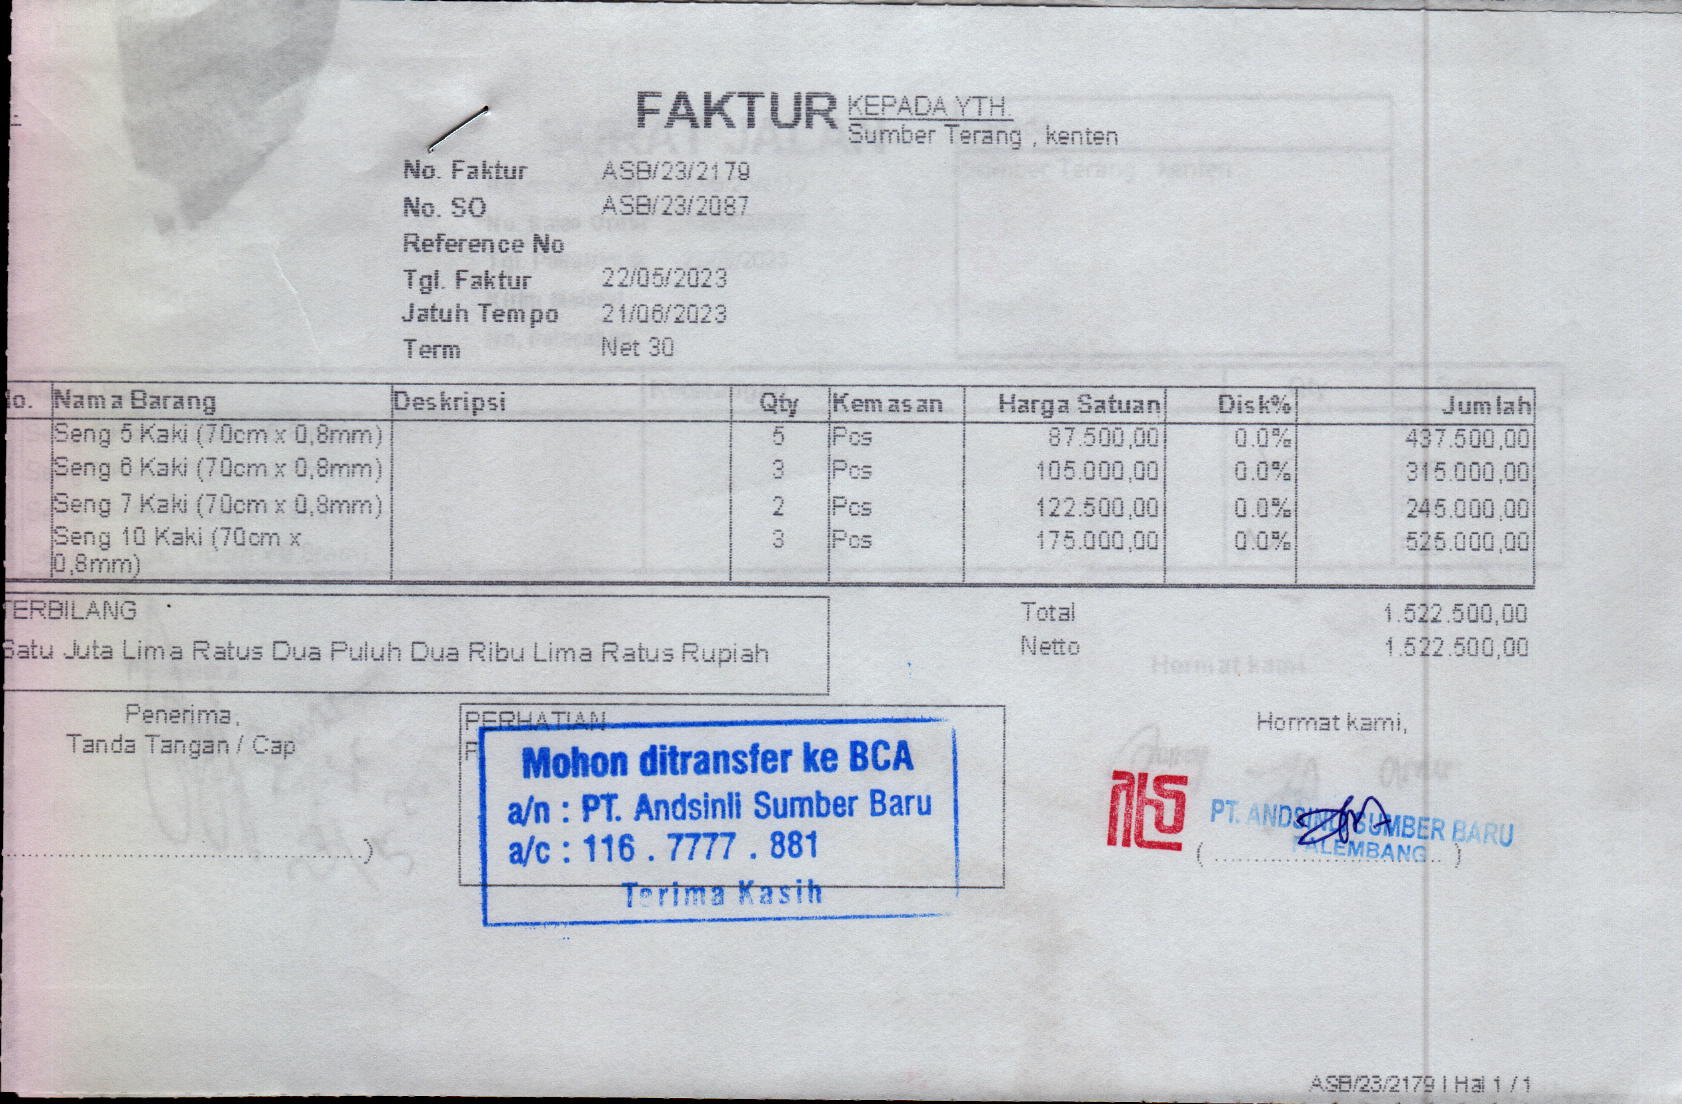 FAKTUR
KEPADA YTH.
Sumber Terang , kenten
No. Faktur ASB/23/2179
No. SO ASB/23/2087
Reference No
Tgl. Faktur 22/05/2023
Jatuh Tempo 21/06/2023
Term Net 30
No. Nama Barang Deskripsi Qty Kemasan Harga Satuan Disk% Jumlah
Seng 5 Kaki (70cm x 0,8mm) 5 Pcs 87.500,00 0.0% 437.500,00
Seng 6 Kaki (70cm x 0,8mm) 3 Pcs 105.000,00 0.0% 315.000,00
Seng 7 Kaki (70cm x 0,8mm) 2 Pcs 122.500,00 0.0% 245.000,00
Seng 10 Kaki (70cm x 3 Pcs 175.000,00 0.0% 525.000,00
0,8mm)
TERBILANG
Satu Juta Lima Ratus Dua Puluh Dua Ribu Lima Ratus Rupiah
Total 1.522.500,00
Netto 1.522.500,00
Penerima,
Tanda Tangan / Cap
PERHATIAN
Mohon ditransfer ke BCA
a/n : PT. Andsinli Sumber Baru
a/c : 116 . 7777 . 881
Terima Kasih
Hormat kami,
PT. ANDSINLI SUMBER BARU
PALEMBANG
ASB/23/2179 | Hal 1 / 1